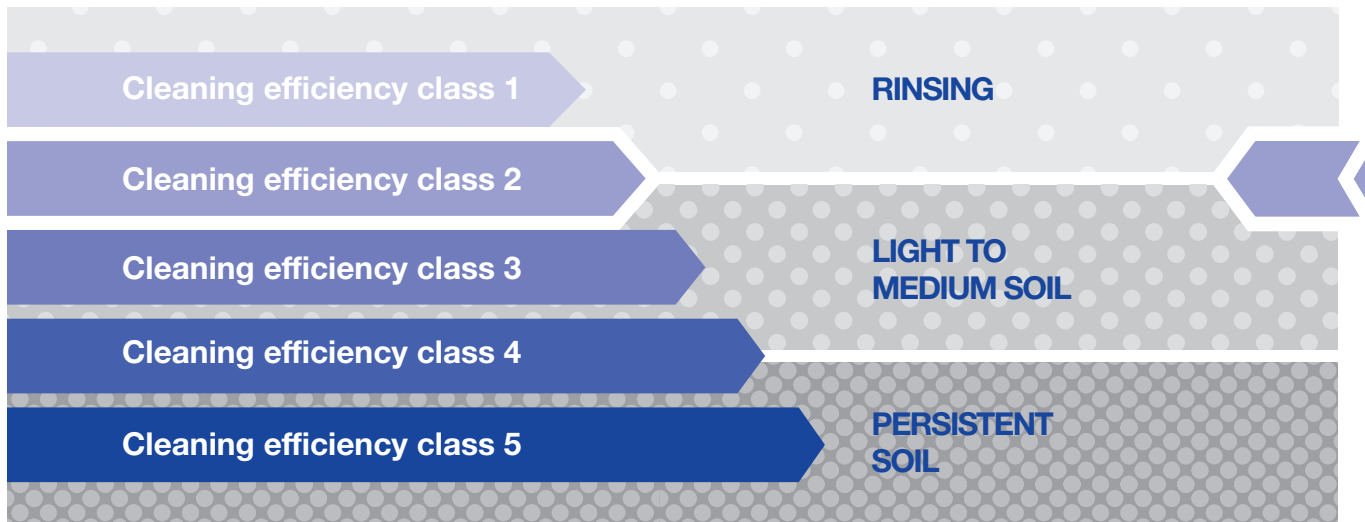 Cleaning efficiency class 1
RINSING
Cleaning efficiency class 2
Cleaning efficiency class 3
LIGHT TO
MEDIUM SOIL
Cleaning efficiency class 4
Cleaning efficiency class 5
PERSISTENT
SOIL